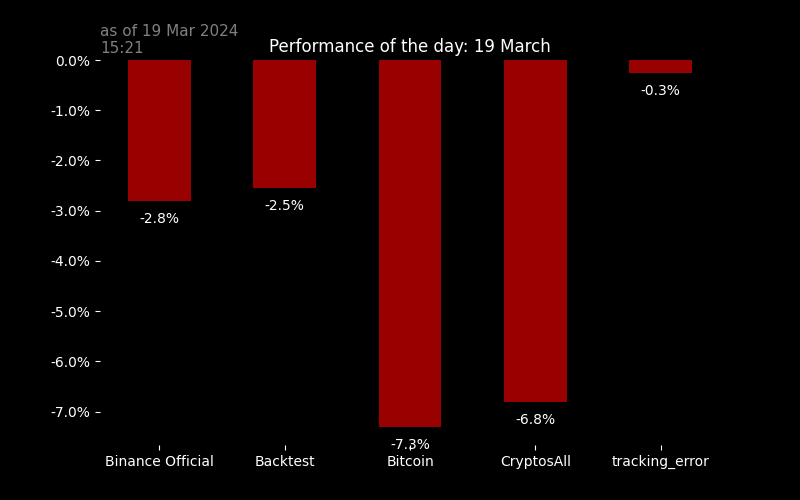 as of 19 Mar 2024
15:21
Performance of the day: 19 March
0.0%
-1.0%
-2.0%
-3.0%
-4.0%
-5.0%
-6.0%
-7.0%
-2.8%
-2.5%
-7.3%
-6.8%
-0.3%
Binance Official
Backtest
Bitcoin
CryptosAll
tracking_error